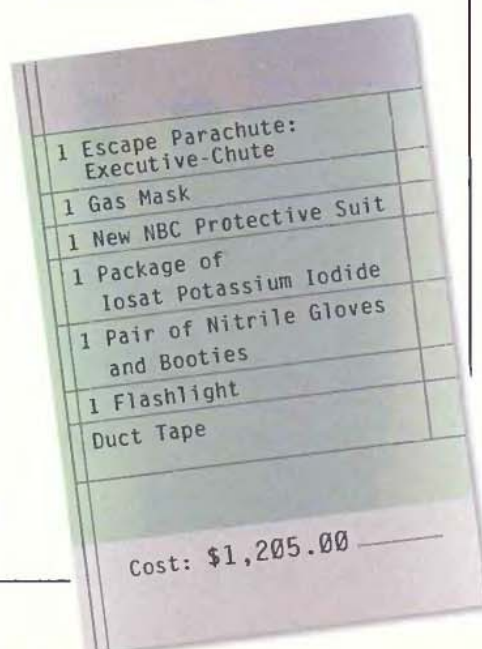 1 Escape Parachute:
Executive-Chute
1 Gas Mask
1 New NBC Protective Suit
1 Package of
Iosat Potassium Iodide
1 Pair of Nitrile Gloves
and Booties
1 Flashlight
Duct Tape
Cost: $1,205.00